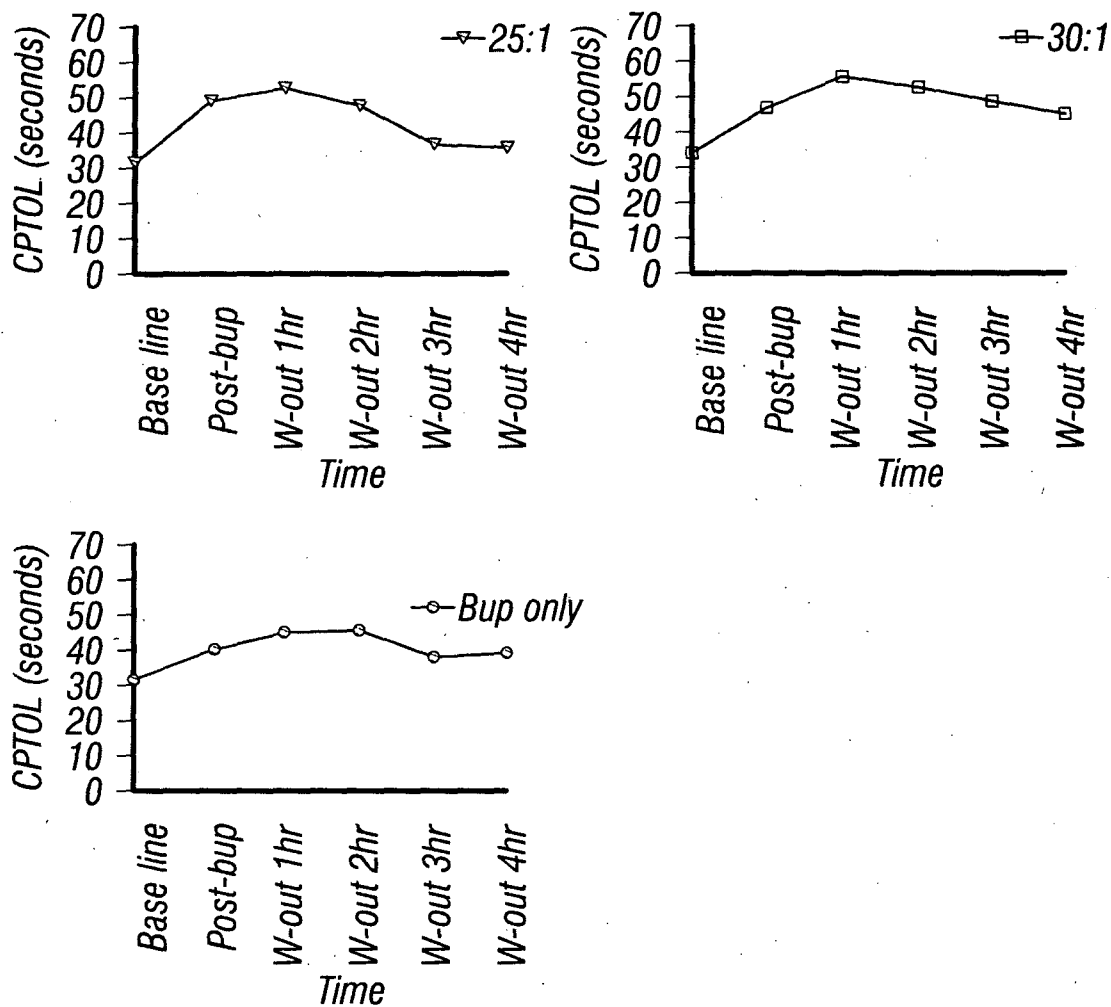 CPTOL (seconds)
70
60
50
40
30
20
10
0
25:1
Base line
Post-bup
W-out 1hr
W-out 2hr
W-out 3hr
W-out 4hr
Time
CPTOL (seconds)
70
60
50
40
30
20
10
0
30:1
Base line
Post-bup
W-out 1hr
W-out 2hr
W-out 3hr
W-out 4hr
Time
CPTOL (seconds)
70
60
50
40
30
20
10
0
Bup only
Base line
Post-bup
W-out 1hr
W-out 2hr
W-out 3hr
W-out 4hr
Time